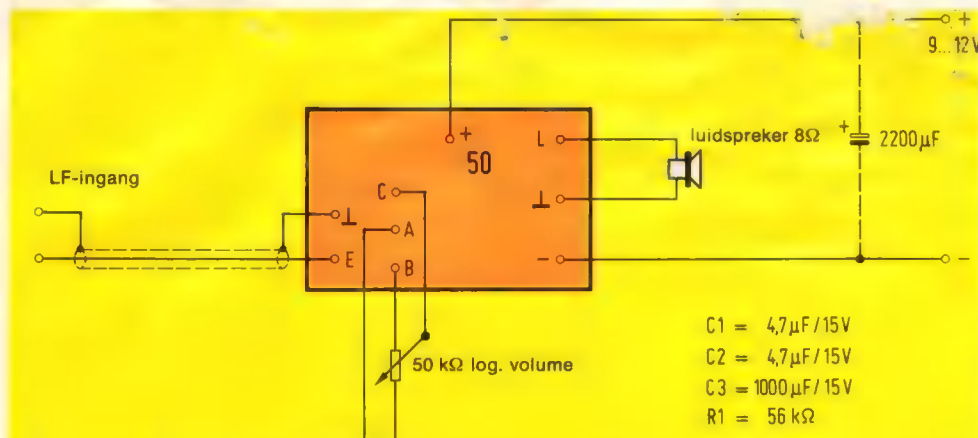 +
9...12V
+
50
L
luidspreker 8Ω
+
2200µF
LF-ingang
C
⊥
A
⊥
E
B
−
−
50 kΩ log. volume
C1 = 4,7µF/15V
C2 = 4,7µF/15V
C3 = 1000µF/15V
R1 = 56 kΩ